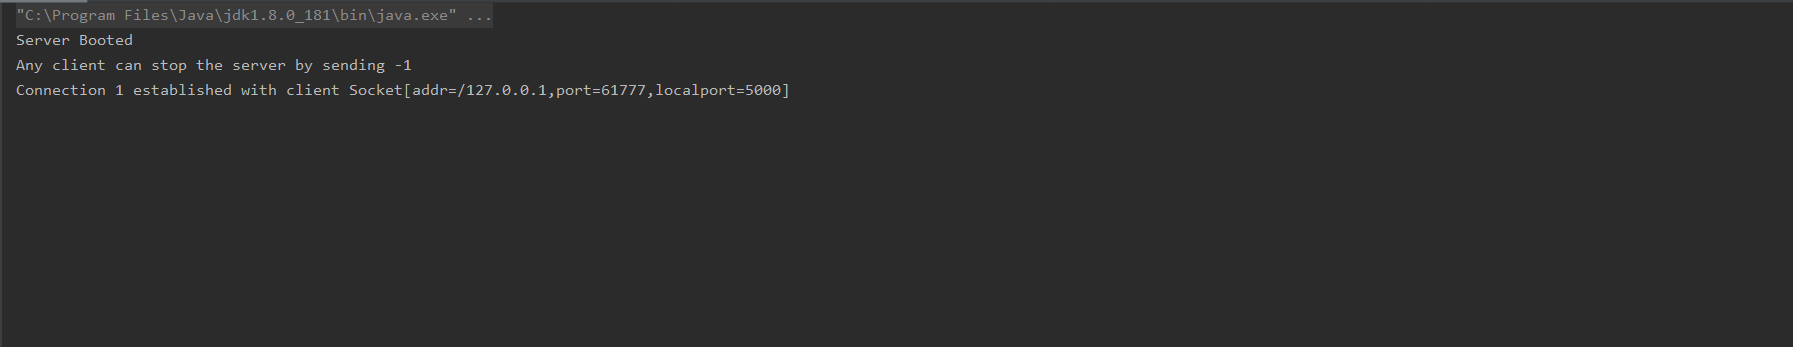 "C:\Program Files\Java\jdk1.8.0_181\bin\java.exe" ...
Server Booted
Any client can stop the server by sending -1
Connection 1 established with client Socket[addr=/127.0.0.1,port=61777,localport=5000]